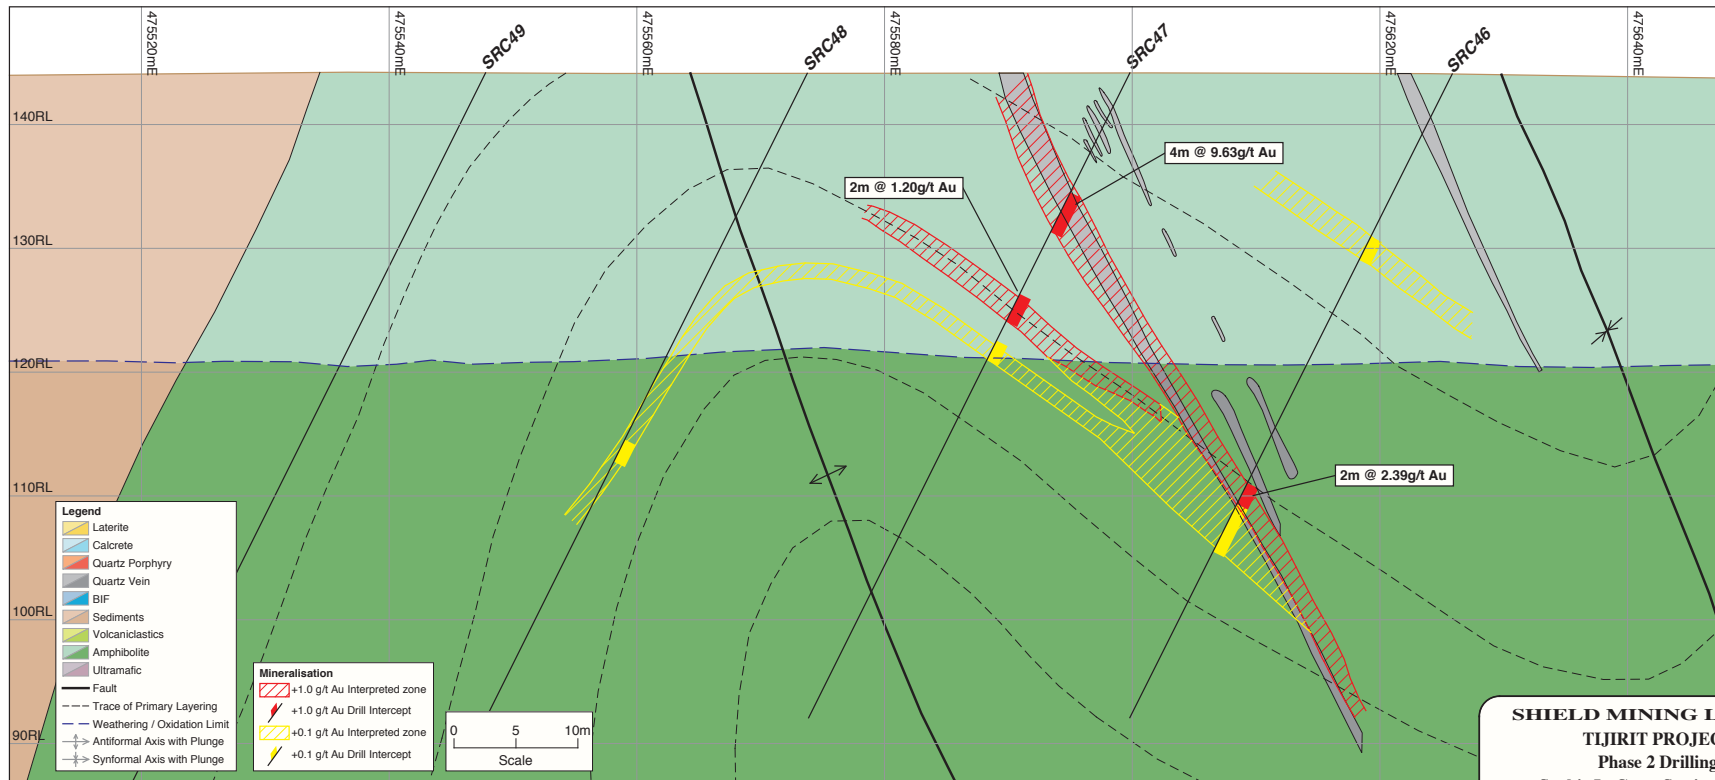 475520mE
475540mE
SRC49
475560mE
SRC48
475580mE
SRC47
475620mE
SRC46
475640mE
140RL
130RL
120RL
110RL
100RL
90RL
4m @ 9.63g/t Au
2m @ 1.20g/t Au
2m @ 2.39g/t Au
Legend
Laterite
Calcrete
Quartz Porphyry
Quartz Vein
BIF
Sediments
Volcaniclastics
Amphibolite
Ultramafic
Fault
Trace of Primary Layering
Weathering / Oxidation Limit
Antiformal Axis with Plunge
Synformal Axis with Plunge
Mineralisation
+1.0 g/t Au Interpreted zone
+1.0 g/t Au Drill Intercept
+0.1 g/t Au Interpreted zone
+0.1 g/t Au Drill Intercept
0 5 10m
Scale
SHIELD MINING L
TIJIRIT PROJEC
Phase 2 Drilling